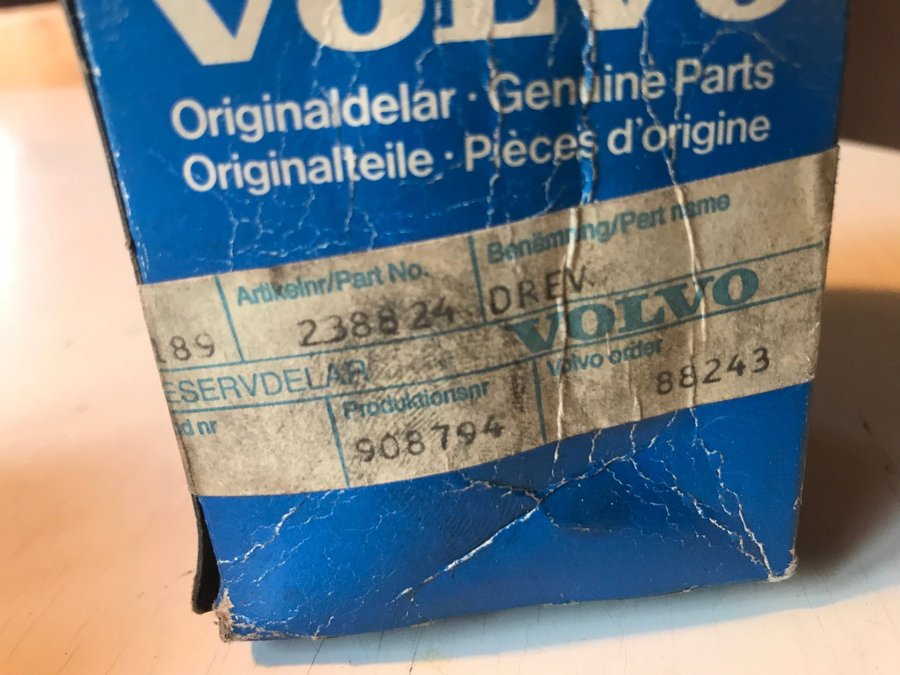 VOLVO
Originaldelar · Genuine Parts
Originalteile · Pièces d'origine
Artikelnr/Part No.
Benämning/Part name
189
238824
DREV
ESERVDELAR
VOLVO
d nr
Produktionsnr
Volvo order
908794
88243